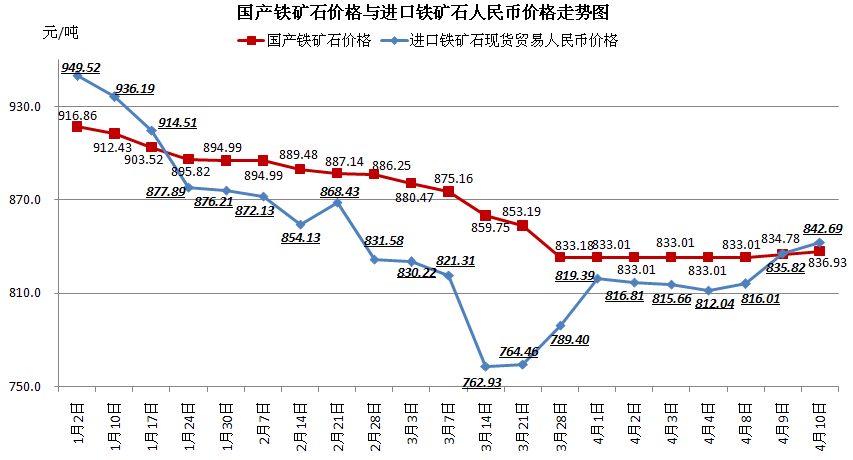 国产铁矿石价格与进口铁矿石人民币价格走势图
元/吨
国产铁矿石价格
进口铁矿石现货贸易人民币价格
930.0
870.0
810.0
750.0
949.52
936.19
914.51
877.89
876.21
872.13
854.13
868.43
831.58
830.22
821.31
762.93
764.46
789.40
819.39
816.81
815.66
812.04
816.01
835.82
842.69
916.86
912.43
903.52
895.82
894.99
894.99
889.48
887.14
886.25
880.47
875.16
859.75
853.19
833.18
833.01
833.01
833.01
833.01
833.01
834.78
836.93
1月2日
1月10日
1月17日
1月24日
1月30日
2月7日
2月14日
2月21日
2月28日
3月3日
3月7日
3月14日
3月21日
3月28日
4月1日
4月2日
4月3日
4月4日
4月8日
4月9日
4月10日